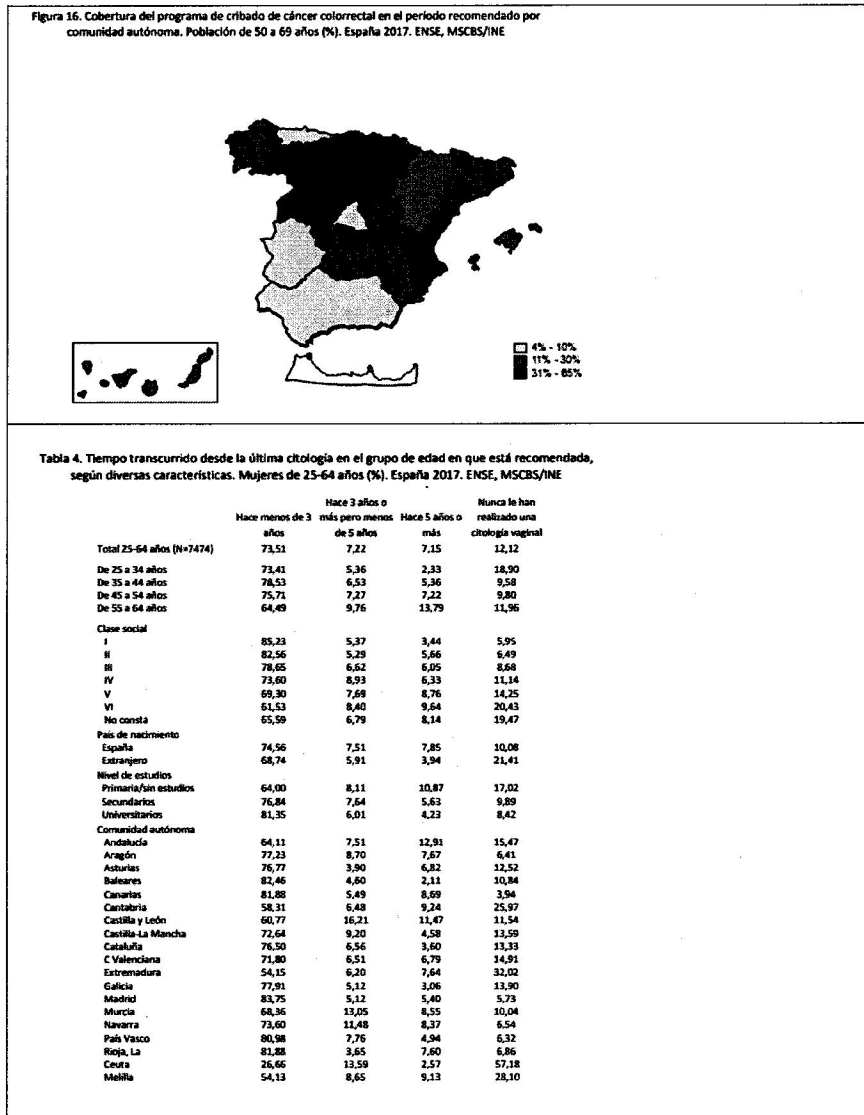 Figura 16. Cobertura del programa de cribado de cáncer colorrectal en el período recomendado por
comunidad autónoma. Población de 50 a 69 años (%). España 2017. ENSE, MSCBS/INE
4% - 10%
11% - 30%
31% - 65%
Tabla 4. Tiempo transcurrido desde la última citología en el grupo de edad en que está recomendada,
según diversas características. Mujeres de 25-64 años (%). España 2017. ENSE, MSCBS/INE
Hace menos de 3 años Hace 3 años o más pero menos de 5 años Hace 5 años o más Nunca le han realizado una citología vaginal
Total 25-64 años (N=7474) 73,51 7,22 7,15 12,12
De 25 a 34 años 73,41 5,36 2,33 18,90
De 35 a 44 años 78,53 6,53 5,36 9,58
De 45 a 54 años 75,71 7,27 7,22 9,80
De 55 a 64 años 64,49 9,76 13,79 11,96
Clase social
I 85,23 5,37 3,44 5,95
II 82,56 5,29 5,66 6,49
III 78,65 6,62 6,05 8,68
IV 73,60 8,93 6,33 11,14
V 69,30 7,69 8,76 14,25
VI 61,53 8,40 9,64 20,43
No consta 65,59 6,79 8,14 19,47
País de nacimiento
España 74,56 7,51 7,85 10,08
Extranjero 68,74 5,91 3,94 21,41
Nivel de estudios
Primaria/sin estudios 64,00 8,11 10,87 17,02
Secundarios 76,84 7,64 5,63 9,89
Universitarios 81,35 6,01 4,23 8,42
Comunidad autónoma
Andalucía 64,11 7,51 12,91 15,47
Aragón 77,23 8,70 7,67 6,41
Asturias 76,77 3,90 6,82 12,52
Baleares 82,46 4,60 2,11 10,84
Canarias 81,88 5,49 8,69 3,94
Cantabria 58,31 6,48 9,24 25,97
Castilla y León 60,77 16,21 11,47 11,54
Castilla-La Mancha 72,64 9,20 4,58 13,59
Cataluña 76,50 6,56 3,60 13,33
C Valenciana 71,80 6,51 6,79 14,91
Extremadura 54,15 6,20 7,64 32,02
Galicia 77,91 5,12 3,06 13,90
Madrid 83,75 5,12 5,40 5,73
Murcia 68,36 13,05 8,55 10,04
Navarra 73,60 11,48 8,37 6,54
País Vasco 80,98 7,76 4,94 6,32
Rioja, La 81,88 3,65 7,60 6,86
Ceuta 26,66 13,59 2,57 57,18
Melilla 54,13 8,65 9,13 28,10